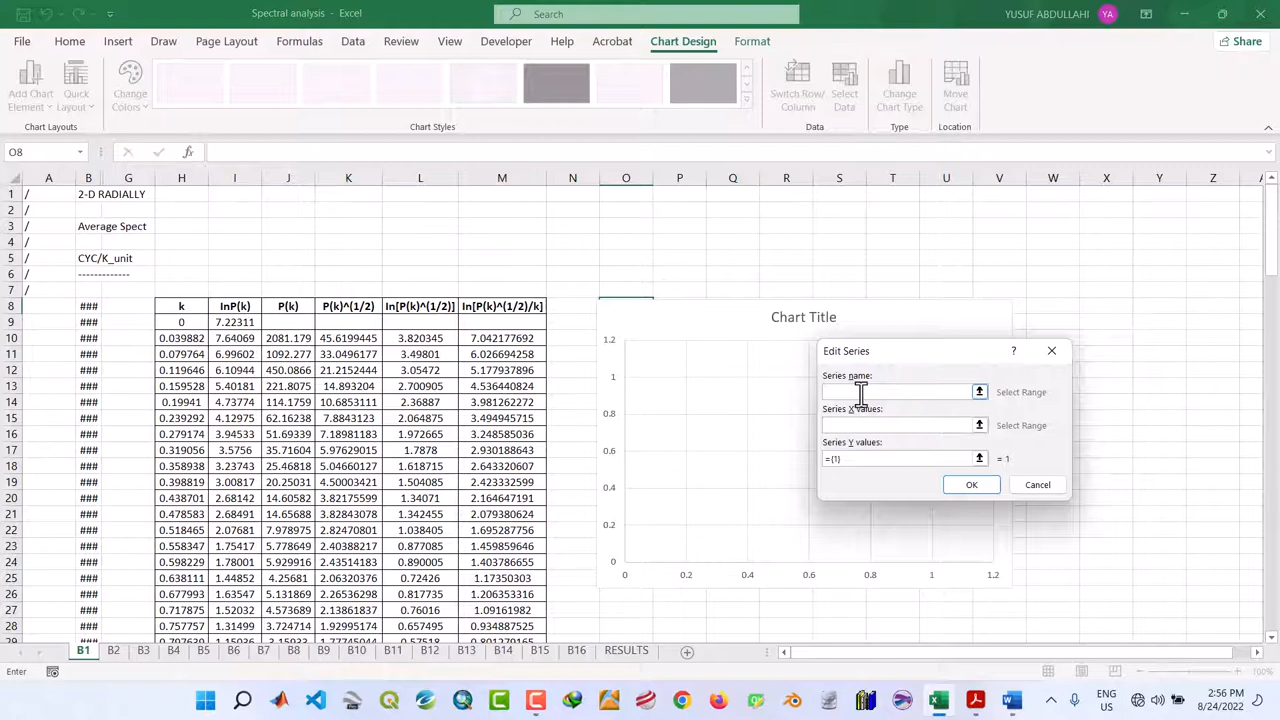 Spectral analysis - Excel
Search
YUSUF ABDULLAHI YA
File Home Insert Draw Page Layout Formulas Data Review View Developer Help Acrobat Chart Design Format Share
Add Chart Element
Quick Layout
Change Colors
Switch Row/ Column
Select Data
Change Chart Type
Move Chart
Chart Layouts Chart Styles Data Type Location
O8 fx
A B G H I J K L M N O P Q R S T U V W X Y Z
1 / 2-D RADIALLY
2 /
3 / Average Spect
4 /
5 / CYC/K_unit
6 / -------------
7 /
8 ### k lnP(k) P(k) P(k)^(1/2) ln[P(k)^(1/2)] ln[P(k)^(1/2)/k]
9 ### 0 7.22311
10 ### 0.039882 7.64069 2081.179 45.6199445 3.820345 7.042177692
11 ### 0.079764 6.99602 1092.277 33.0496177 3.49801 6.026694258
12 ### 0.119646 6.10944 450.0866 21.2152444 3.05472 5.177937896
13 ### 0.159528 5.40181 221.8075 14.893204 2.700905 4.536440824
14 ### 0.19941 4.73774 114.1759 10.6853111 2.36887 3.981262272
15 ### 0.239292 4.12975 62.16238 7.8843123 2.064875 3.494945715
16 ### 0.279174 3.94533 51.69339 7.18981183 1.972665 3.248585036
17 ### 0.319056 3.5756 35.71604 5.97629015 1.7878 2.930188643
18 ### 0.358938 3.23743 25.46818 5.04660127 1.618715 2.643320607
19 ### 0.398819 3.00817 20.25031 4.50003421 1.504085 2.423332599
20 ### 0.438701 2.68142 14.60582 3.82175599 1.34071 2.164647191
21 ### 0.478583 2.68491 14.65688 3.82843078 1.342455 2.079380624
22 ### 0.518465 2.07681 7.978975 2.82470801 1.038405 1.695287756
23 ### 0.558347 1.75417 5.778649 2.40388217 0.877085 1.459859646
24 ### 0.598229 1.78001 5.929916 2.43514183 0.890005 1.403786655
25 ### 0.638111 1.44852 4.25681 2.06320376 0.72426 1.17350303
26 ### 0.677993 1.63547 5.131869 2.26536298 0.817735 1.206353316
27 ### 0.717875 1.52032 4.573689 2.13861837 0.76016 1.09161982
28 ### 0.757757 1.31499 3.724714 1.92995174 0.657495 0.934887525
29 ### 0.797639 1.15036 3.15933 1.77745044 0.57518 0.801279165
Chart Title
1.2
1
0.8
0.6
0.4
0.2
0
0 0.2 0.4 0.6 0.8 1 1.2
Edit Series ?
Series name:
Select Range
Series X values:
Select Range
Series Y values:
={1} = 1
OK Cancel
B1 B2 B3 B4 B5 B6 B7 B8 B9 B10 B11 B12 B13 B14 B15 B16 RESULTS
Enter 100%
ENG
US
2:56 PM
8/24/2022